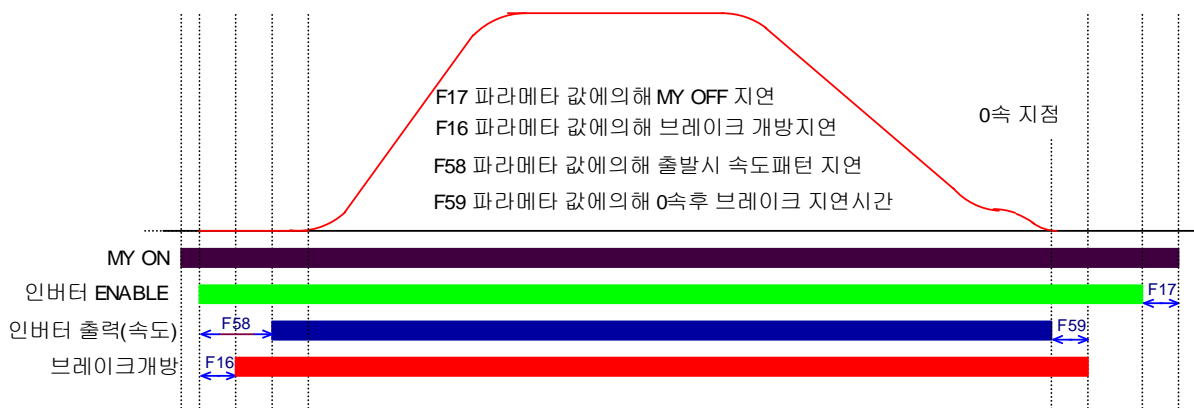 F17 파라메타 값에의해 MY OFF 지연
0속 지점
F16 파라메타 값에의해 브레이크 개방지연
F58 파라메타 값에의해 출발시 속도패턴 지연
F59 파라메타 값에의해 0속후 브레이크 지연시간
MY ON
인버터 ENABLE
F17
인버터 출력(속도)
F58
F59
브레이크개방
F16